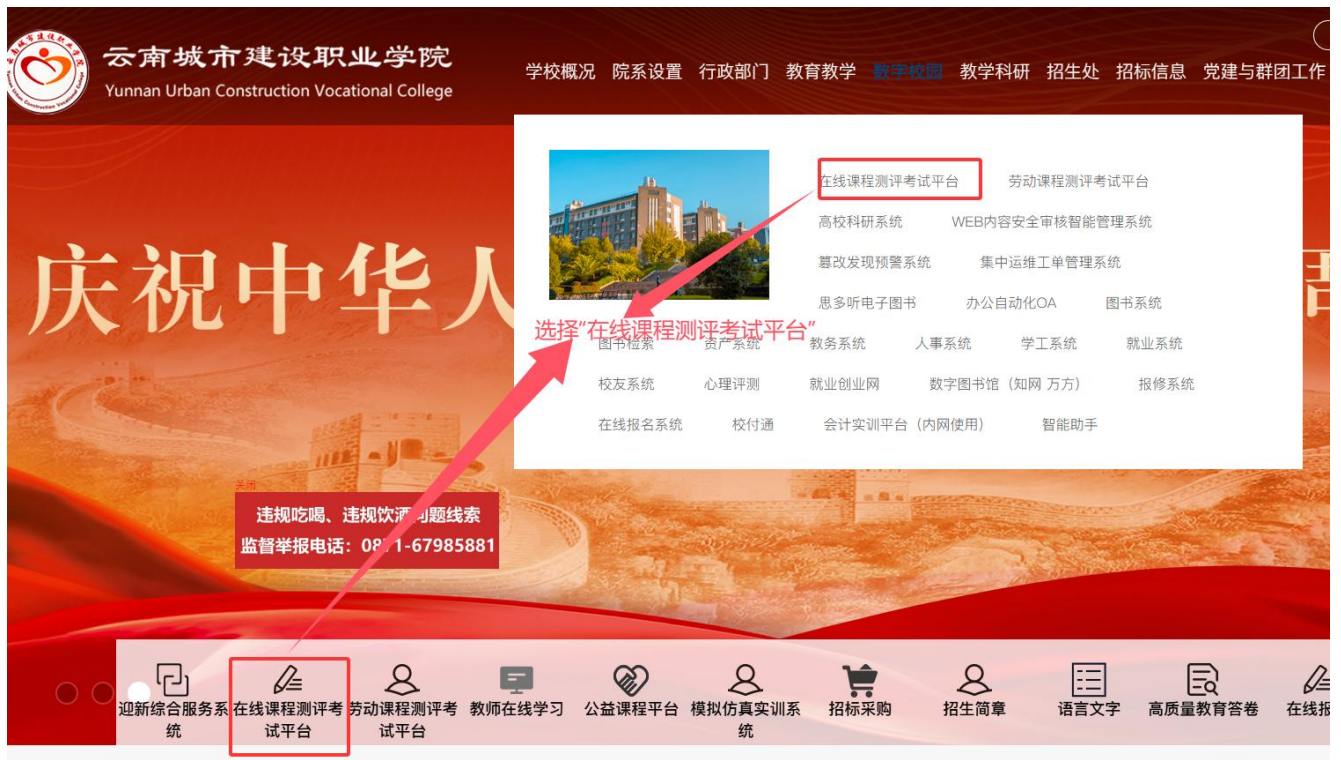 云南城市建设职业学院
Yunnan Urban Construction Vocational College
学校概况 院系设置 行政部门 教育教学 数字校园 教学科研 招生处 招标信息 党建与群团工作
在线课程测评考试平台 劳动课程测评考试平台
高校科研系统 WEB内容安全审核智能管理系统
篡改发现预警系统 集中运维工单管理系统
思多听电子图书 办公自动化OA 图书系统
选择"在线课程测评考试平台"
图书检索 资产系统 教务系统 人事系统 学工系统 就业系统
校友系统 心理评测 就业创业网 数字图书馆（知网 万方） 报修系统
在线报名系统 校付通 会计实训平台（内网使用） 智能助手
庆祝中华人
关闭
违规吃喝、违规饮酒问题线索
监督举报电话：0871-67985881
迎新综合服务系统
在线课程测评考试平台
劳动课程测评考试平台
教师在线学习
公益课程平台
模拟仿真实训系统
招标采购
招生简章
语言文字
高质量教育答卷
在线报